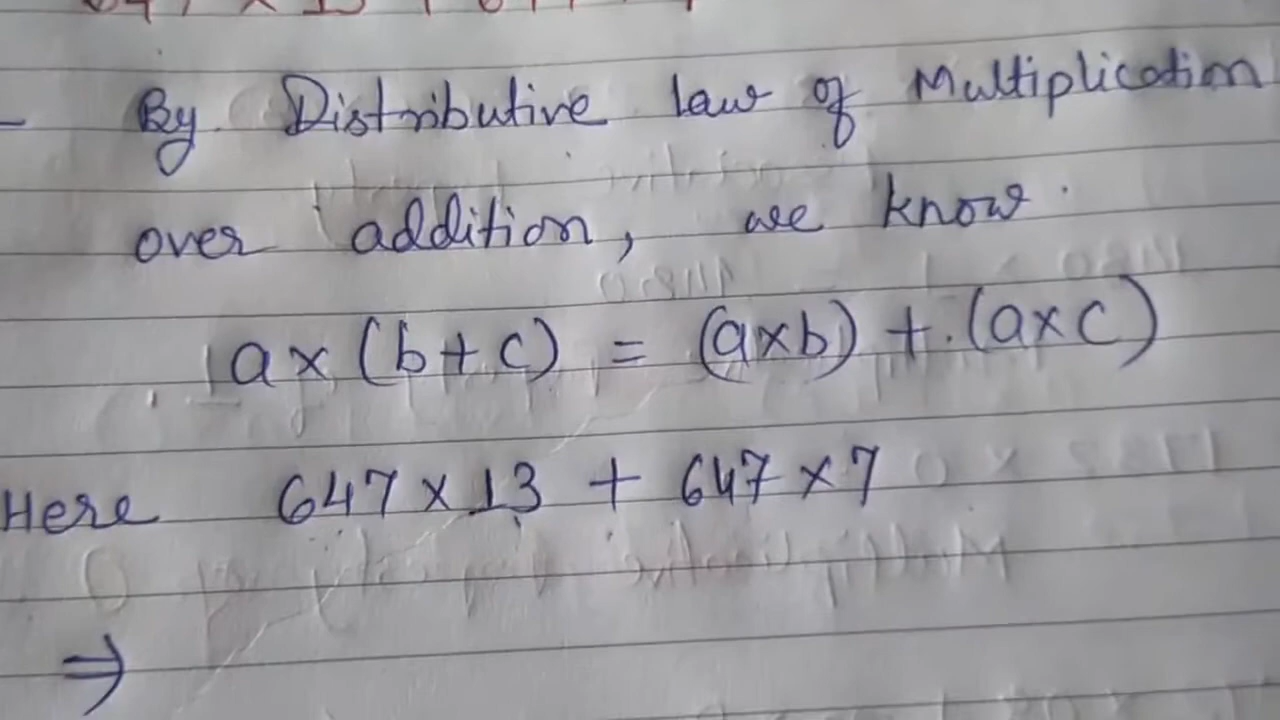 - By Distributive law of Multiplication
over addition, we know
a × (b + c) = (a×b) + (a×c)
Here 647 × 13 + 647 × 7
⇒